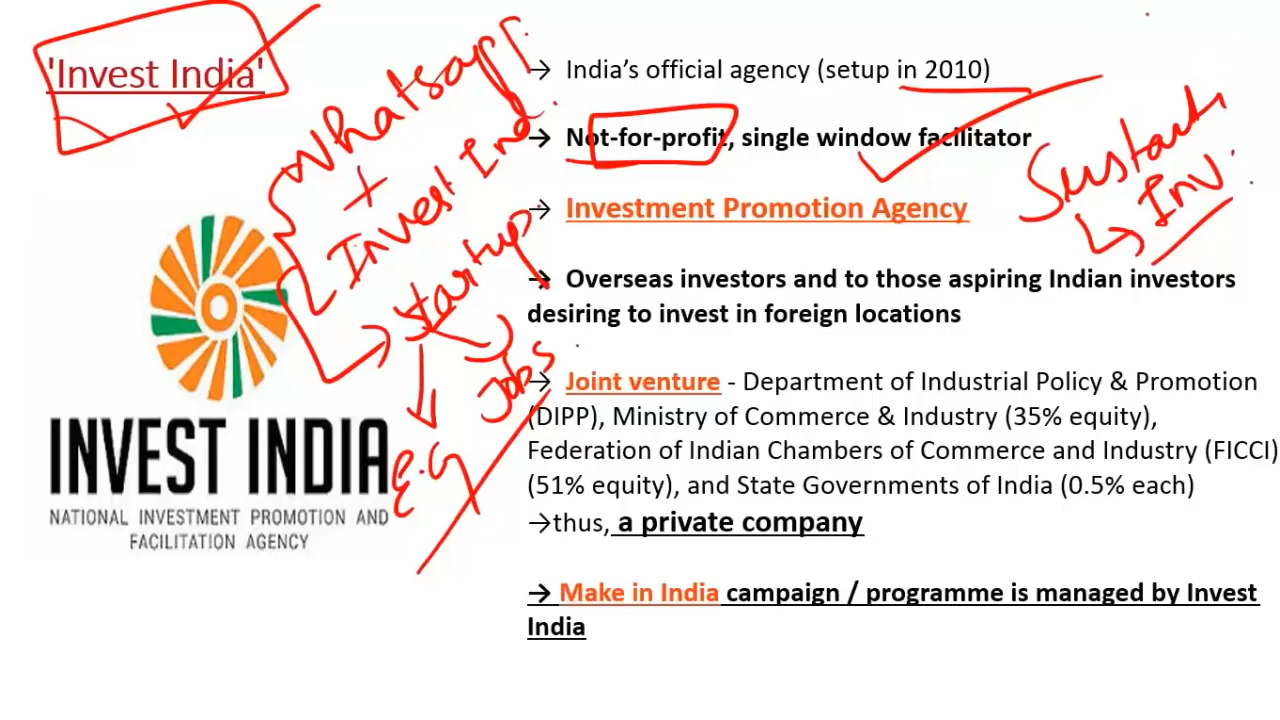 'Invest India'
Whatsapp
+
Invest Ind.
Startup
Jobs
E.G
INVEST INDIA
NATIONAL INVESTMENT PROMOTION AND
FACILITATION AGENCY
→ India’s official agency (setup in 2010)
→ Not-for-profit, single window facilitator
→ Investment Promotion Agency
→ Overseas investors and to those aspiring Indian investors
desiring to invest in foreign locations
→ Joint venture - Department of Industrial Policy & Promotion
(DIPP), Ministry of Commerce & Industry (35% equity),
Federation of Indian Chambers of Commerce and Industry (FICCI)
(51% equity), and State Governments of India (0.5% each)
→thus, a private company
→ Make in India campaign / programme is managed by Invest
India
Inv